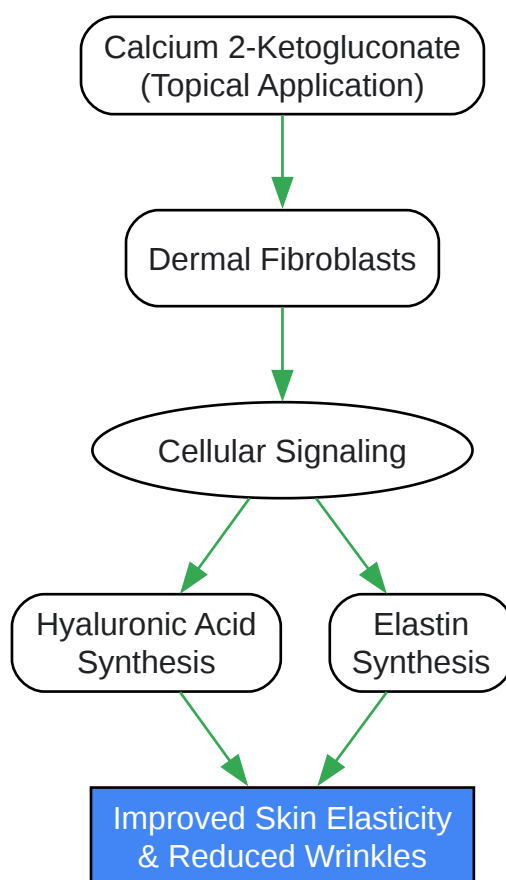 Calcium 2-Ketogluconate
(Topical Application)
Dermal Fibroblasts
Cellular Signaling
Hyaluronic Acid
Synthesis
Elastin
Synthesis
Improved Skin Elasticity
& Reduced Wrinkles